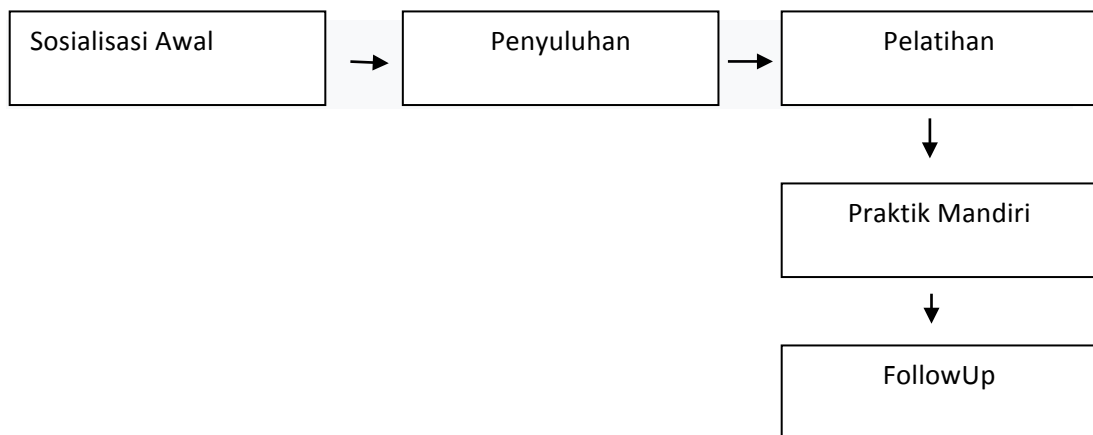 Sosialisasi Awal
Penyuluhan
Pelatihan
Praktik Mandiri
FollowUp